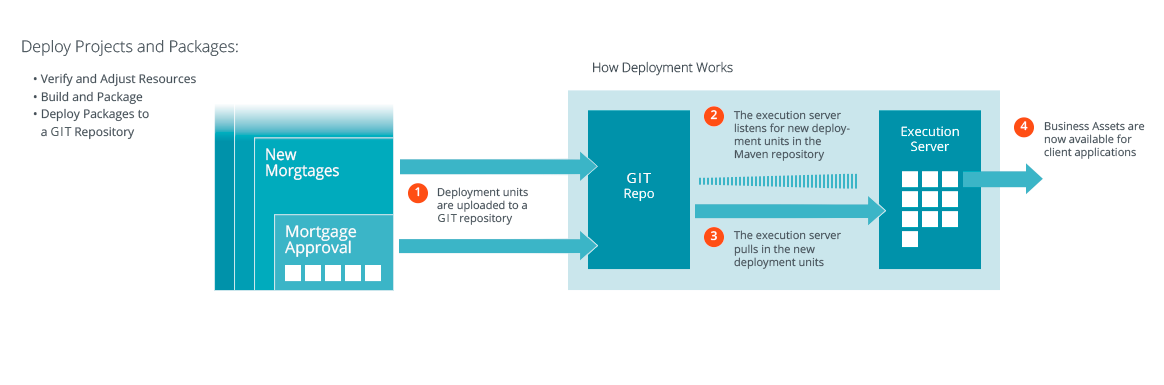 Deploy Projects and Packages:
• Verify and Adjust Resources
• Build and Package
• Deploy Packages to
a GIT Repository
New
Morgtages
Mortgage
Approval
1
Deployment units
are uploaded to a
GIT repository
How Deployment Works
GIT
Repo
2
The execution server
listens for new deploy-
ment units in the
Maven repository
3
The execution server
pulls in the new
deployment units
Execution
Server
4
Business Assets are
now available for
client applications